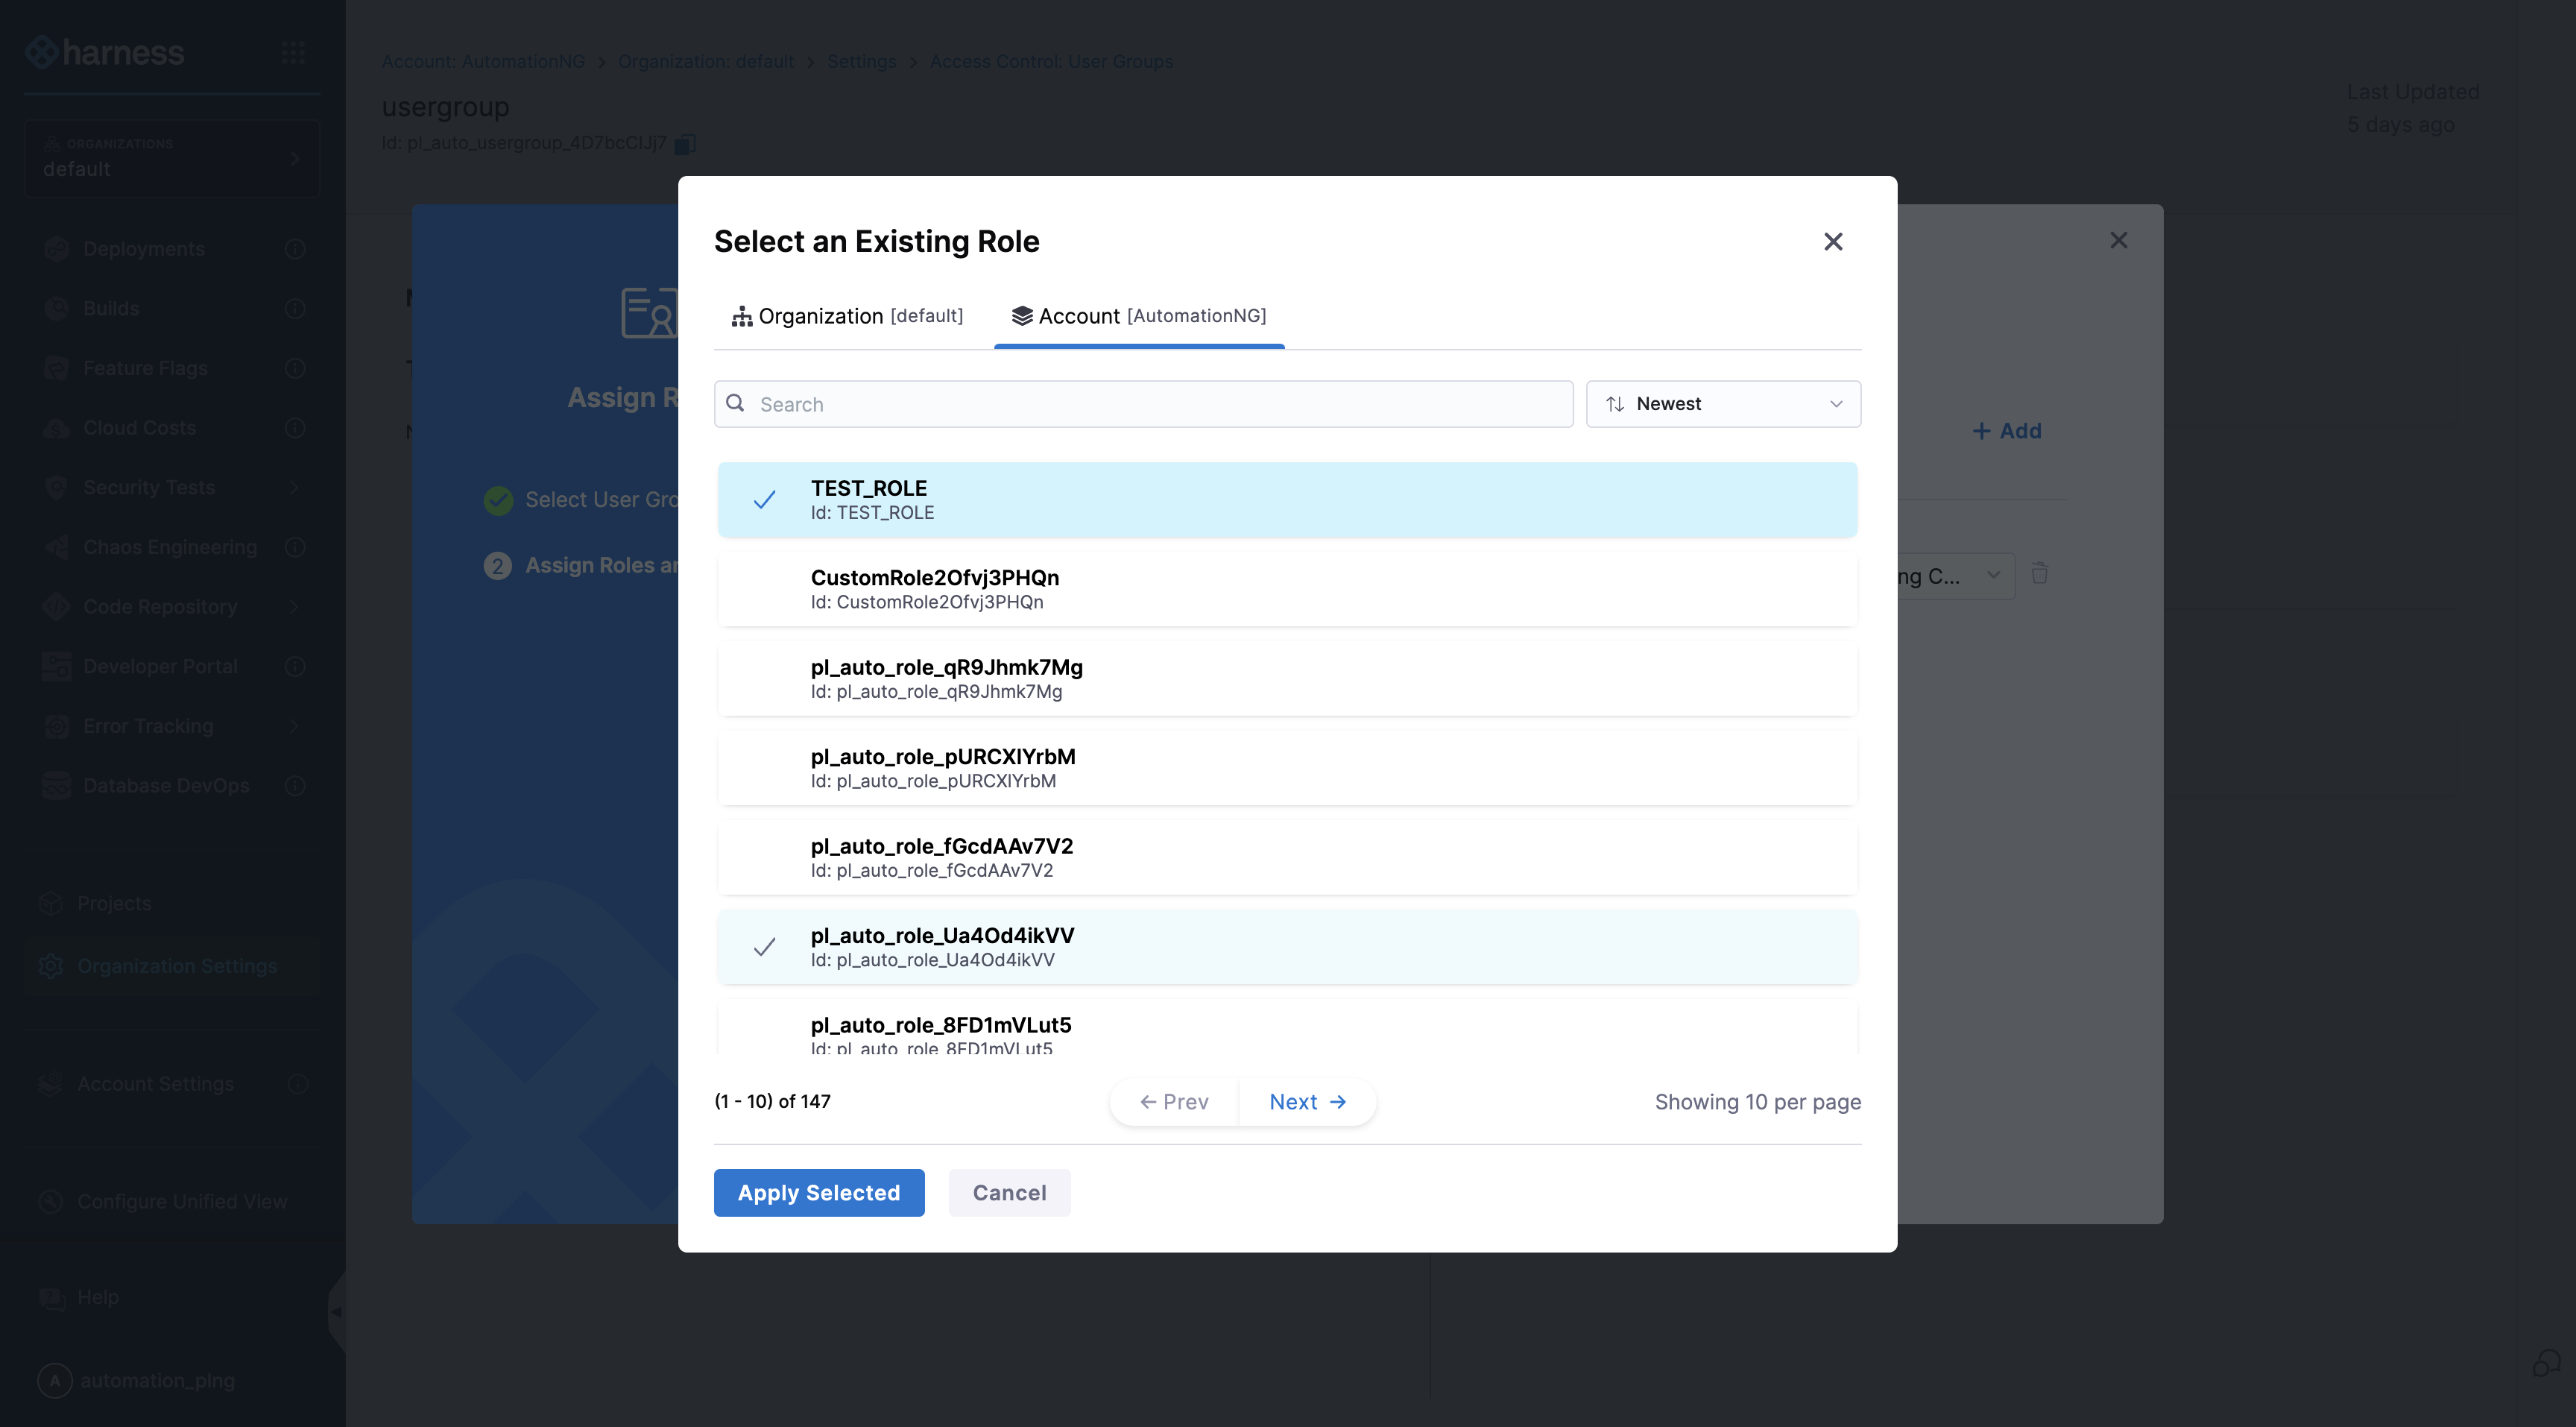 harness
ORGANIZATIONS
default
Deployments
Builds
Feature Flags
Cloud Costs
Security Tests
Chaos Engineering
Code Repository
Developer Portal
Error Tracking
Database DevOps
Projects
Organization Settings
Account Settings
Configure Unified View
Help
A automation_plng
Account: AutomationNG > Organization: default > Settings > Access Control: User Groups
usergroup
Last Updated
5 days ago
Assign R
Select User Gro
2 Assign Roles ar
+ Add
ng C...
Select an Existing Role
Organization [default] Account [AutomationNG]
Search Newest
TEST_ROLE
Id: TEST_ROLE
CustomRole2Ofvj3PHQn
Id: CustomRole2Ofvj3PHQn
pl_auto_role_qR9Jhmk7Mg
Id: pl_auto_role_qR9Jhmk7Mg
pl_auto_role_pURCXlYrbM
Id: pl_auto_role_pURCXlYrbM
pl_auto_role_fGcdAAv7V2
Id: pl_auto_role_fGcdAAv7V2
pl_auto_role_Ua4Od4ikVV
Id: pl_auto_role_Ua4Od4ikVV
pl_auto_role_8FD1mVLut5
Id: pl_auto_role_8FD1mVLut5
(1 - 10) of 147 ← Prev Next → Showing 10 per page
Apply Selected Cancel